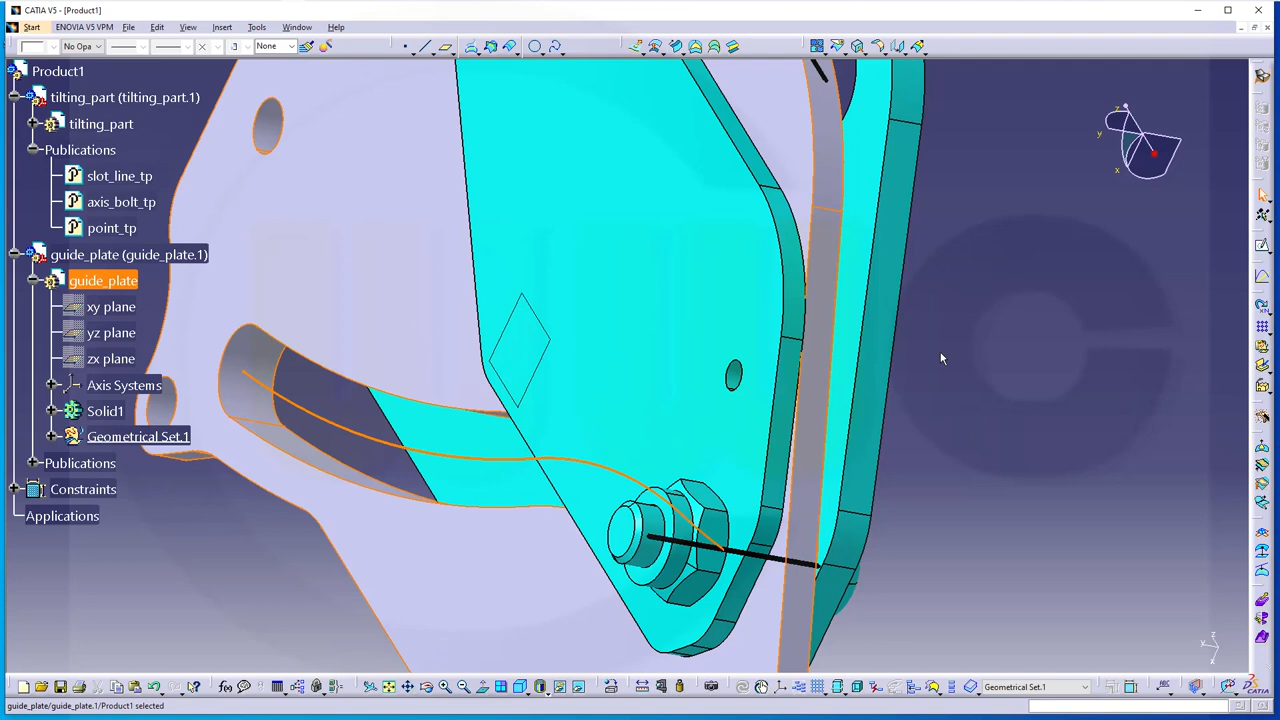 CATIA V5 - [Product1]
Start
ENOVIA V5 VPM
File
Edit
View
Insert
Tools
Window
Help
No Opa
None
Product1
tilting_part (tilting_part.1)
tilting_part
Publications
slot_line_tp
axis_bolt_tp
point_tp
guide_plate (guide_plate.1)
guide_plate
xy plane
yz plane
zx plane
Axis Systems
Solid1
Geometrical Set.1
Publications
Constraints
Applications
z
y
x
z
y
x
Geometrical Set.1
guide_plate/guide_plate.1/Product1 selected
CATIA